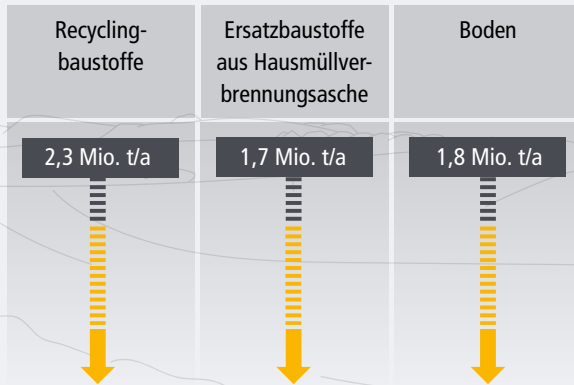 Recycling-
baustoffe
Ersatzbaustoffe
aus Hausmüllver-
brennungsasche
Boden
2,3 Mio. t/a
1,7 Mio. t/a
1,8 Mio. t/a